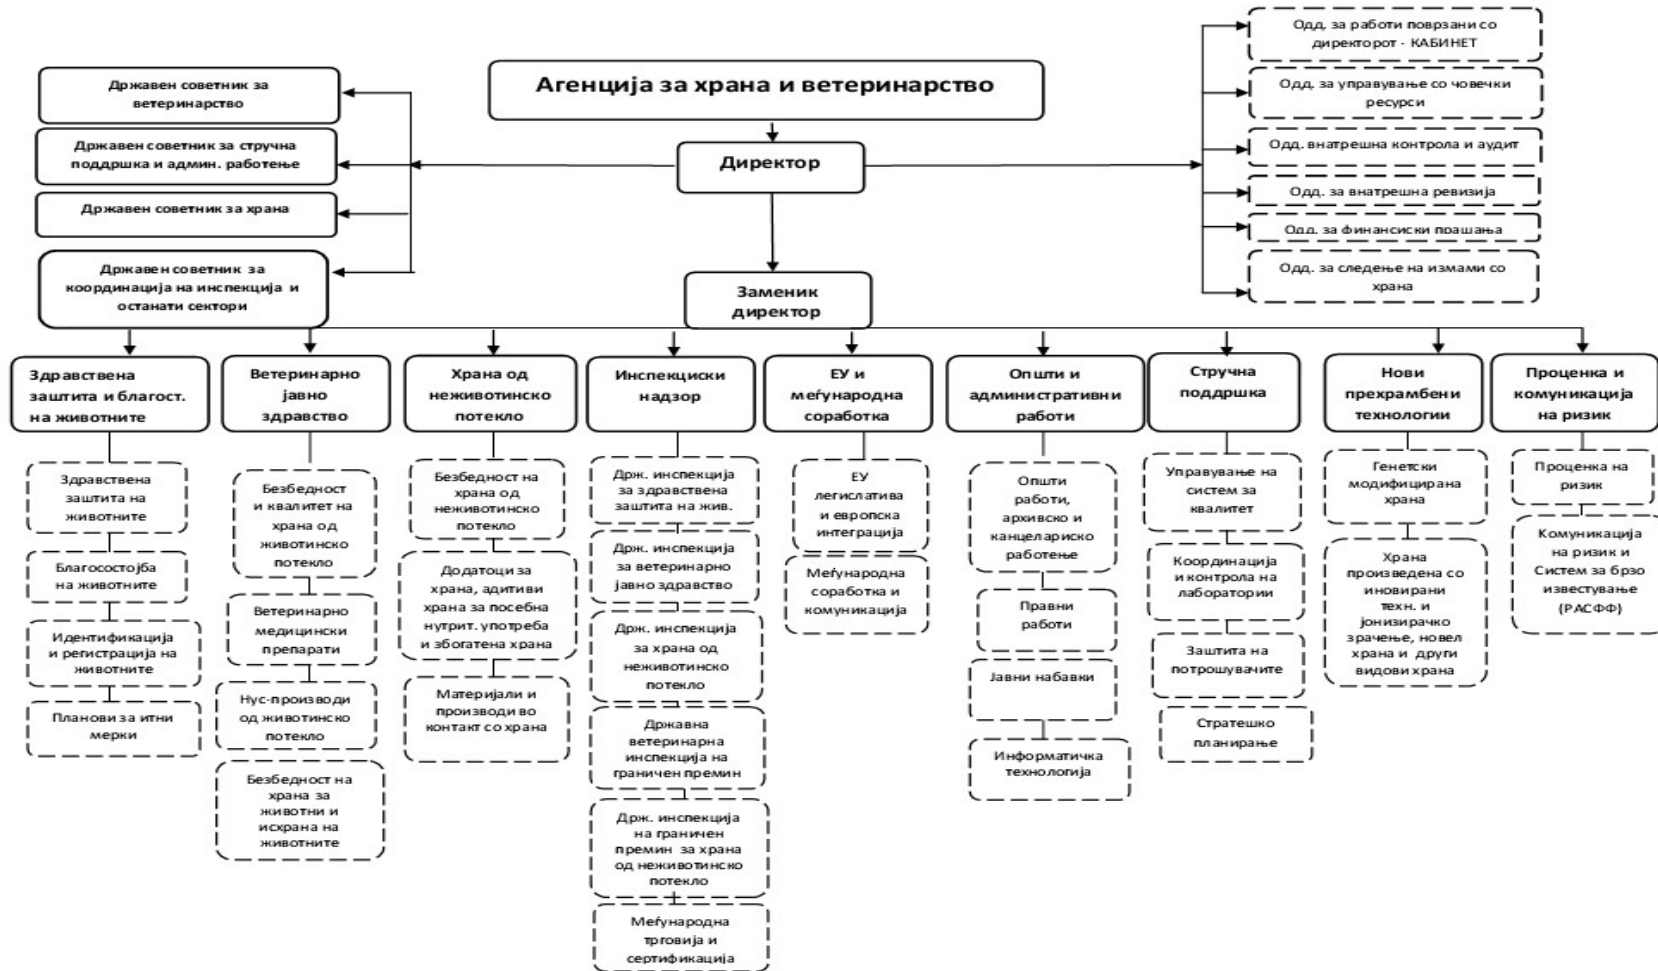 Агенција за храна и ветеринарство
Директор
Заменик
директор
Државен советник за
ветеринарство
Државен советник за стручна
поддршка и админ. работење
Државен советник за храна
Државен советник за
координација на инспекција и
останати сектори
Одд. за работи поврзани со
директорот - КАБИНЕТ
Одд. за управување со човечки
ресурси
Одд. внатрешна контрола и аудит
Одд. за внатрешна ревизија
Одд. за финансиски прашања
Одд. за следење на измами со
храна
Здравствена
заштита и благост.
на животните
Здравствена
заштита на
животните
Благосостојба
на животните
Идентификација
и регистрација на
животните
Планови за итни
мерки
Ветеринарно
јавно
здравство
Безбедност
и квалитет на
храна од
животинско
потекло
Ветеринарно
медицински
препарати
Нус-производи
од животинско
потекло
Безбедност на
храна за
животни и
исхрана на
животните
Храна од
неживотинско
потекло
Безбедност на
храна од
неживотинско
потекло
Додатоци за
храна, адитиви
храна за посебна
нутрит. употреба
и збогатена храна
Материјали и
производи во
контакт со храна
Инспекциски
надзор
Држ. инспекција
за здравствена
заштита на жив.
Држ. инспекција
за ветеринарно
јавно здравство
Држ. инспекција
за храна од
неживотинско
потекло
Државна
ветеринарна
инспекција на
граничен премин
Држ. инспекција
на граничен
премин за храна
од неживотинско
потекло
Меѓународна
трговија и
сертификација
ЕУ и
меѓународна
соработка
ЕУ
легислатива
и европска
интеграција
Меѓународна
соработка и
комуникација
Општи и
административни
работи
Општи
работи,
архивско и
канцелариско
работење
Правни
работи
Јавни набавки
Информатичка
технологија
Стручна
поддршка
Управување на
систем за
квалитет
Координација
и контрола на
лаборатории
Заштита на
потрошувачите
Стратешко
планирање
Нови
прехрамбени
технологии
Генетски
модифицирана
храна
Храна
произведена со
иновирани
техн. и
јонизирачко
зрачење, новел
храна и други
видови храна
Проценка и
комуникација
на ризик
Проценка на
ризик
Комуникација
на ризик и
Систем за брзо
известување
(РАСФФ)